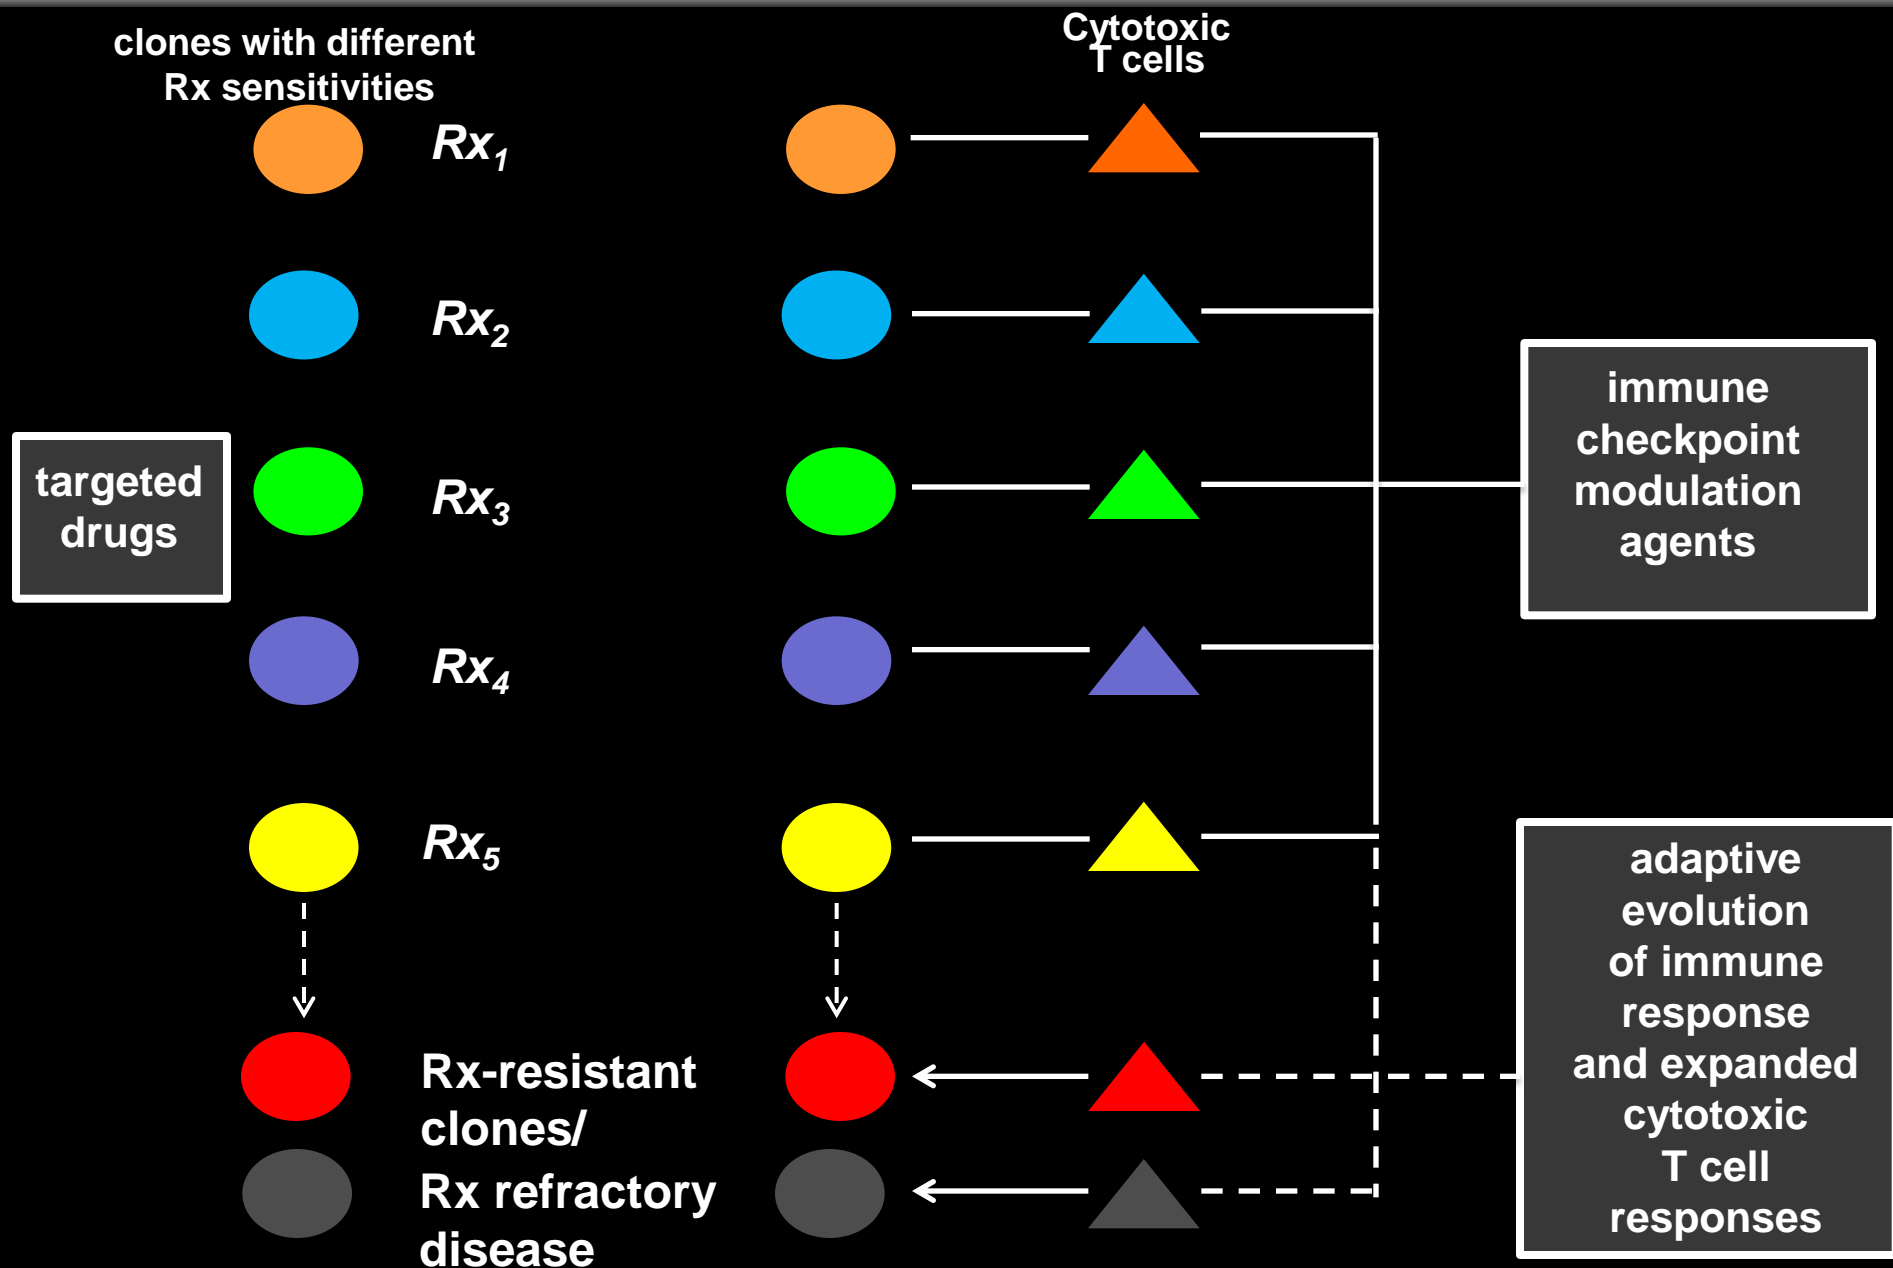 clones with different
Rx sensitivities
Cytotoxic
T cells
Rx1
Rx2
Rx3
Rx4
Rx5
targeted
drugs
immune
checkpoint
modulation
agents
Rx-resistant
clones/
Rx refractory
disease
adaptive
evolution
of immune
response
and expanded
cytotoxic
T cell
responses